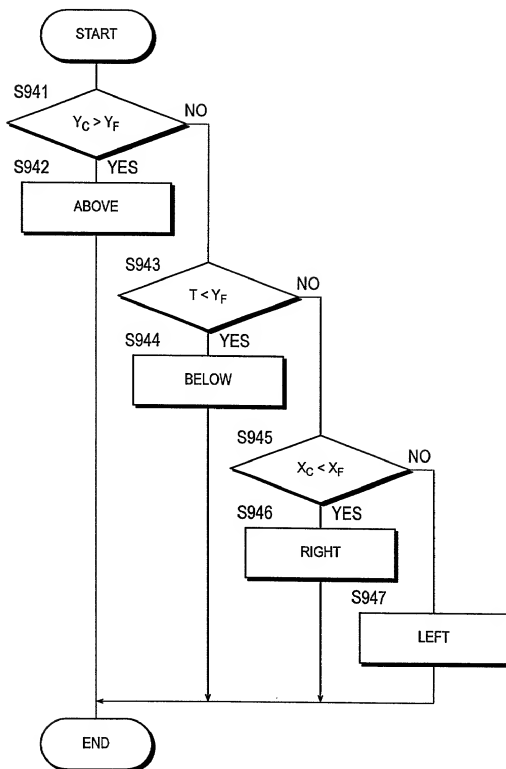 START
S941
NO
Y_C > Y_F
S942
YES
ABOVE
S943
NO
T < Y_F
S944
YES
BELOW
S945
NO
X_C < X_F
S946
YES
RIGHT
S947
LEFT
END